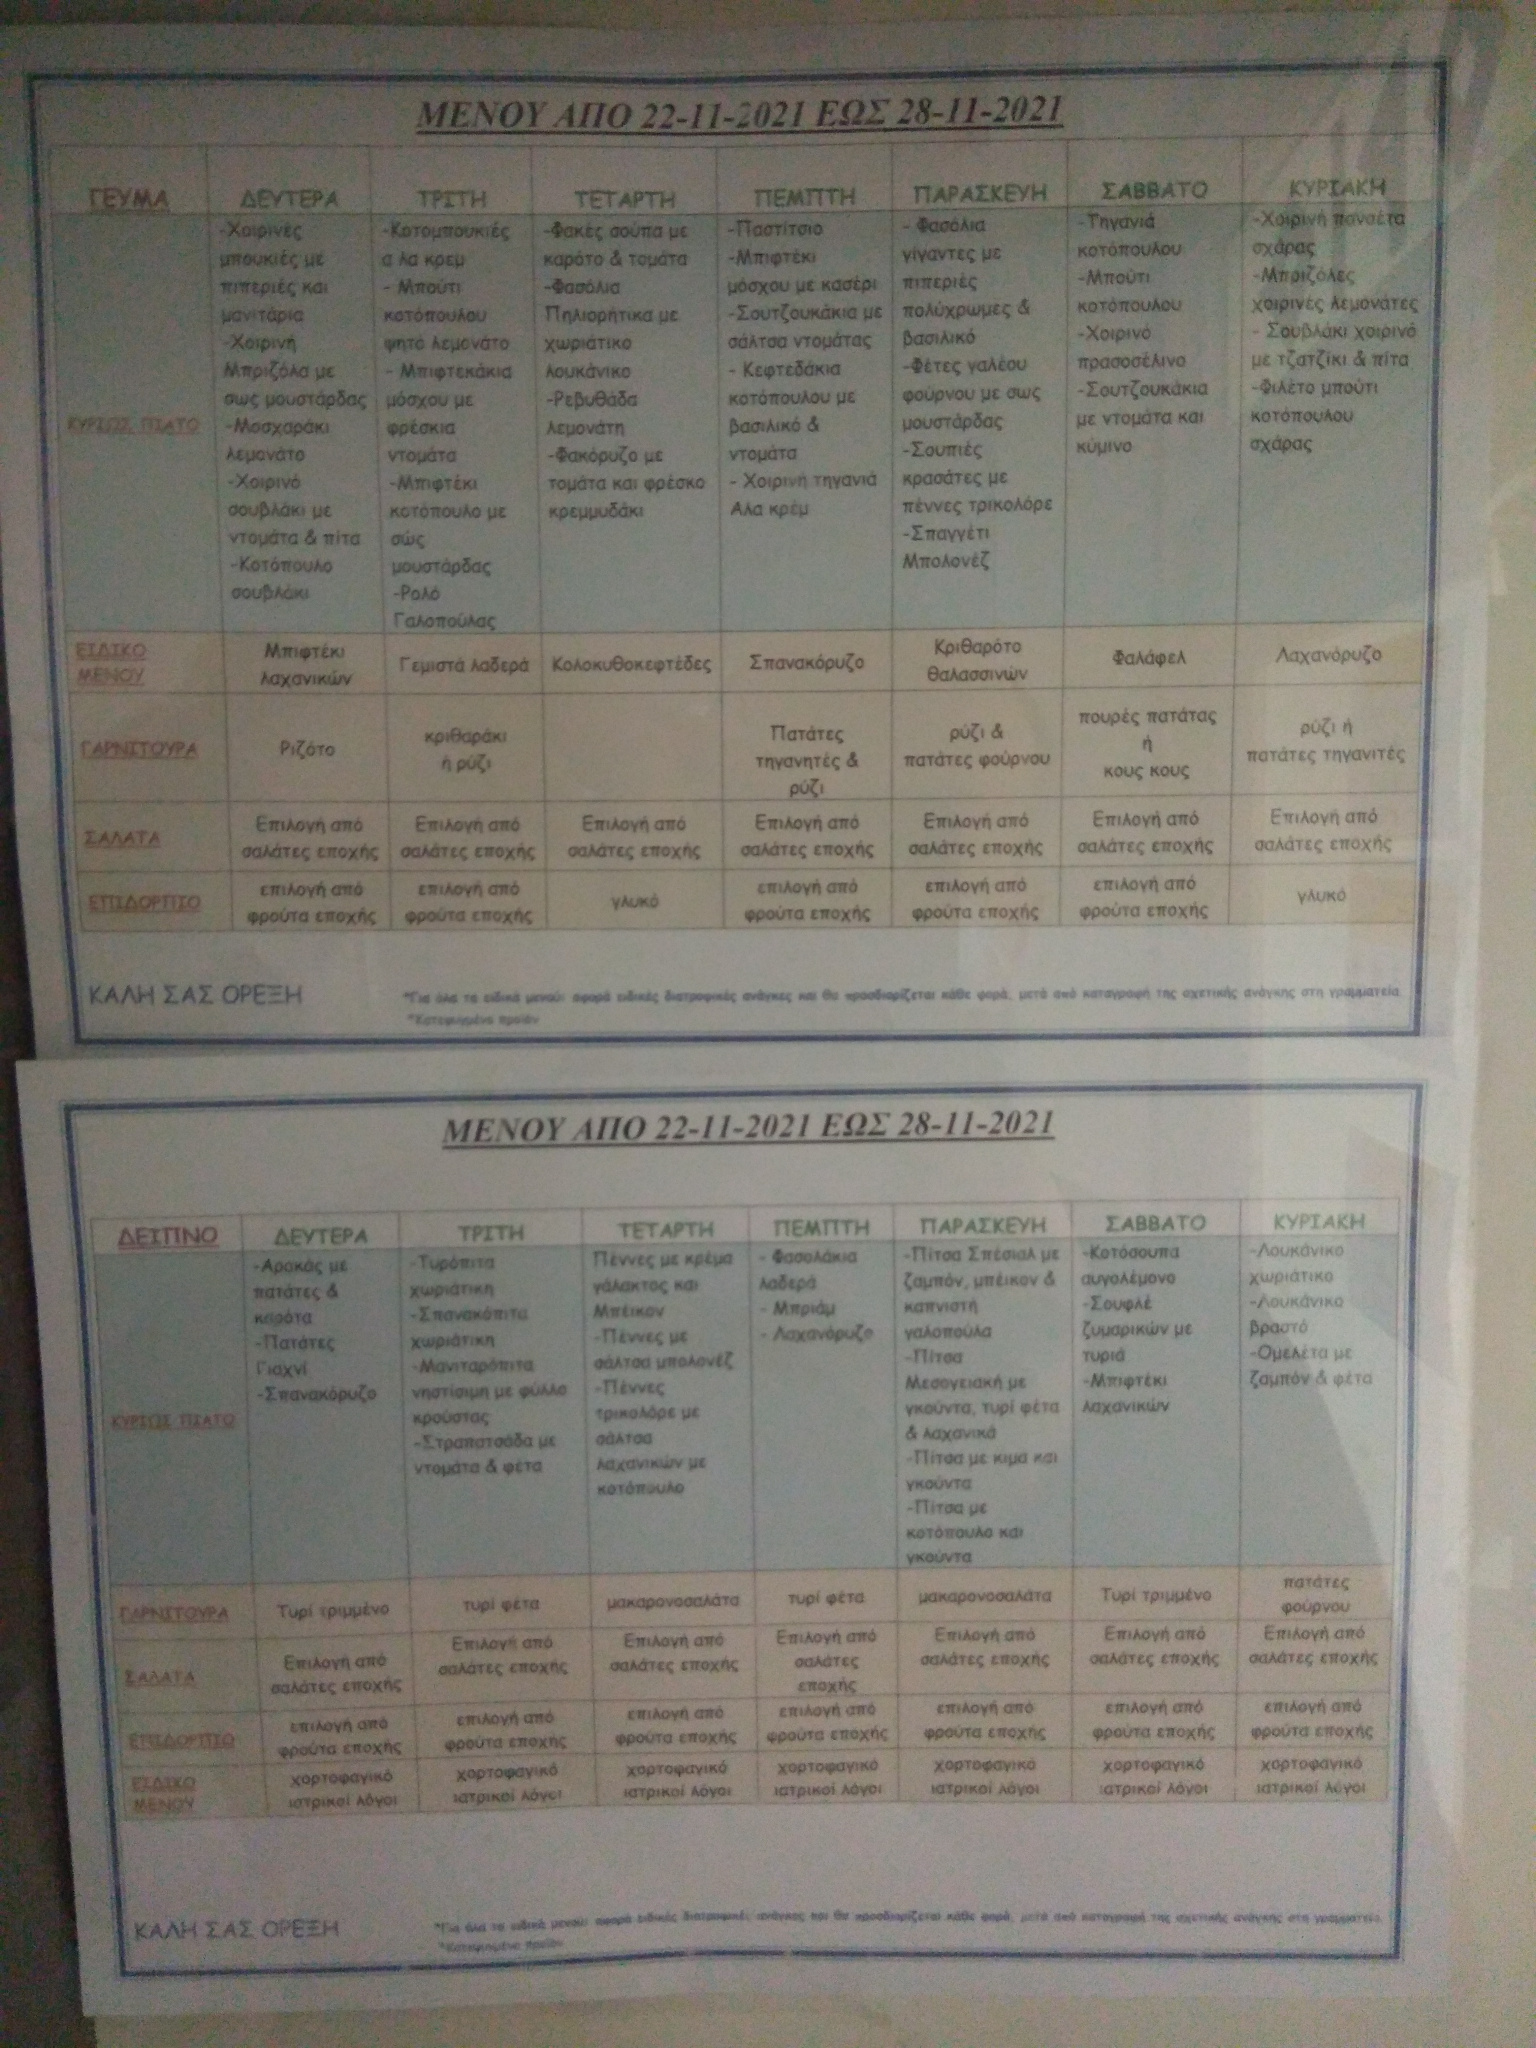 ΜΕΝΟΥ ΑΠΟ 22-11-2021 ΕΩΣ 28-11-2021
ΓΕΥΜΑ
ΔΕΥΤΕΡΑ
ΤΡΙΤΗ
ΤΕΤΑΡΤΗ
ΠΕΜΠΤΗ
ΠΑΡΑΣΚΕΥΗ
ΣΑΒΒΑΤΟ
ΚΥΡΙΑΚΗ
ΚΥΡΙΩΣ ΠΙΑΤΟ
-Χοιρινές
μπουκιές με
πιπεριές και
μανιτάρια
-Χοιρινή
Μπριζόλα με
σως μουστάρδας
-Μοσχαράκι
λεμονάτο
-Χοιρινό
σουβλάκι με
ντομάτα & πίτα
-Κοτόπουλο
σουβλάκι
-Κοτομπουκιές
α λα κρεμ
- Μπούτι
κοτόπουλου
ψητό λεμονάτο
- Μπιφτεκάκια
μόσχου με
φρέσκια
ντομάτα
-Μπιφτέκι
κοτόπουλο με
σώς
μουστάρδας
-Ρολό
Γαλοπούλας
-Φακές σούπα με
καρότο & τομάτα
-Φασόλια
Πηλιορήτικα με
χωριάτικο
λουκάνικο
-Ρεβυθάδα
λεμονάτη
-Φακόρυζο με
τομάτα και φρέσκο
κρεμμυδάκι
-Παστίτσιο
-Μπιφτέκι
μόσχου με κασέρι
-Σουτζουκάκια με
σάλτσα ντομάτας
- Κεφτεδάκια
κοτόπουλου με
βασιλικό &
ντομάτα
- Χοιρινή τηγανιά
Αλα κρέμ
- Φασόλια
γίγαντες με
πιπεριές
πολύχρωμες &
βασιλικό
-Φέτες γαλέου
φούρνου με σως
μουστάρδας
-Σουπιές
κρασάτες με
πέννες τρικολόρε
-Σπαγγέτι
Μπολονέζ
-Τηγανιά
κοτόπουλου
-Μπούτι
κοτόπουλου
-Χοιρινό
πρασοσέλινο
-Σουτζουκάκια
με ντομάτα και
κύμινο
-Χοιρινή πανσέτα
σχάρας
-Μπριζόλες
χοιρινές λεμονάτες
- Σουβλάκι χοιρινό
με τζατζίκι & πίτα
-Φιλέτο μπούτι
κοτόπουλου
σχάρας
ΕΙΔΙΚΟ
ΜΕΝΟΥ
Μπιφτέκι
λαχανικών
Γεμιστά λαδερά
Κολοκυθοκεφτέδες
Σπανακόρυζο
Κριθαρότο
θαλασσινών
Φαλάφελ
Λαχανόρυζο
ΓΑΡΝΙΤΟΥΡΑ
Ριζότο
κριθαράκι
ή ρύζι
Πατάτες
τηγανητές &
ρύζι
ρύζι &
πατάτες φούρνου
πουρές πατάτας
ή
κους κους
ρύζι ή
πατάτες τηγανιτές
ΣΑΛΑΤΑ
Επιλογή από
σαλάτες εποχής
Επιλογή από
σαλάτες εποχής
Επιλογή από
σαλάτες εποχής
Επιλογή από
σαλάτες εποχής
Επιλογή από
σαλάτες εποχής
Επιλογή από
σαλάτες εποχής
Επιλογή από
σαλάτες εποχής
ΕΠΙΔΟΡΠΙΟ
επιλογή από
φρούτα εποχής
επιλογή από
φρούτα εποχής
γλυκό
επιλογή από
φρούτα εποχής
επιλογή από
φρούτα εποχής
επιλογή από
φρούτα εποχής
γλυκό
ΚΑΛΗ ΣΑΣ ΟΡΕΞΗ
*Για όλα τα ειδικά μενού: αφορά ειδικές διατροφικές ανάγκες και θα προσδιορίζεται κάθε φορά, μετά από καταγραφή της σχετικής ανάγκης στη γραμματεία
*Κατεψυγμένο προϊόν
ΜΕΝΟΥ ΑΠΟ 22-11-2021 ΕΩΣ 28-11-2021
ΔΕΙΠΝΟ
ΔΕΥΤΕΡΑ
ΤΡΙΤΗ
ΤΕΤΑΡΤΗ
ΠΕΜΠΤΗ
ΠΑΡΑΣΚΕΥΗ
ΣΑΒΒΑΤΟ
ΚΥΡΙΑΚΗ
ΚΥΡΙΩΣ ΠΙΑΤΟ
-Αρακάς με
πατάτες &
καρότα
-Πατάτες
Γιαχνί
-Σπανακόρυζο
-Τυρόπιτα
χωριάτικη
-Σπανακόπιτα
χωριάτικη
-Μανιταρόπιτα
νηστίσιμη με φύλλο
κρούστας
-Στραπατσάδα με
ντομάτα & φέτα
Πέννες με κρέμα
γάλακτος και
Μπέικον
-Πέννες με
σάλτσα μπολονέζ
-Πέννες
τρικολόρε με
σάλτσα
λαχανικών με
κοτόπουλο
- Φασολάκια
λαδερά
- Μπριάμ
- Λαχανόρυζο
-Πίτσα Σπέσιαλ με
ζαμπόν, μπέικον &
καπνιστή
γαλοπούλα
-Πίτσα
Μεσογειακή με
γκούντα, τυρί φέτα
& λαχανικά
-Πίτσα με κιμα και
γκούντα
-Πίτσα με
κοτόπουλο και
γκούντα
-Κοτόσουπα
αυγολέμονο
-Σουφλέ
ζυμαρικών με
τυριά
-Μπιφτέκι
λαχανικών
-Λουκάνικο
χωριάτικο
-Λουκάνικο
βραστό
-Ομελέτα με
ζαμπόν & φέτα
ΓΑΡΝΙΤΟΥΡΑ
Τυρί τριμμένο
τυρί φέτα
μακαρονοσαλάτα
τυρί φέτα
μακαρονοσαλάτα
Τυρί τριμμένο
πατάτες
φούρνου
ΣΑΛΑΤΑ
Επιλογή από
σαλάτες εποχής
Επιλογή από
σαλάτες εποχής
Επιλογή από
σαλάτες εποχής
Επιλογή από
σαλάτες
εποχής
Επιλογή από
σαλάτες εποχής
Επιλογή από
σαλάτες εποχής
Επιλογή από
σαλάτες εποχής
ΕΠΙΔΟΡΠΙΟ
επιλογή από
φρούτα εποχής
επιλογή από
φρούτα εποχής
επιλογή από
φρούτα εποχής
επιλογή από
φρούτα εποχής
επιλογή από
φρούτα εποχής
επιλογή από
φρούτα εποχής
επιλογή από
φρούτα εποχής
ΕΙΔΙΚΟ
ΜΕΝΟΥ
χορτοφαγικό
ιατρικοί λόγοι
χορτοφαγικό
ιατρικοί λόγοι
χορτοφαγικό
ιατρικοί λόγοι
χορτοφαγικό
ιατρικοί λόγοι
χορτοφαγικό
ιατρικοί λόγοι
χορτοφαγικό
ιατρικοί λόγοι
χορτοφαγικό
ιατρικοί λόγοι
ΚΑΛΗ ΣΑΣ ΟΡΕΞΗ
*Για όλα τα ειδικά μενού: αφορά ειδικές διατροφικές ανάγκες και θα προσδιορίζεται κάθε φορά, μετά από καταγραφή της σχετικής ανάγκης στη γραμματεία
*Κατεψυγμένο προϊόν